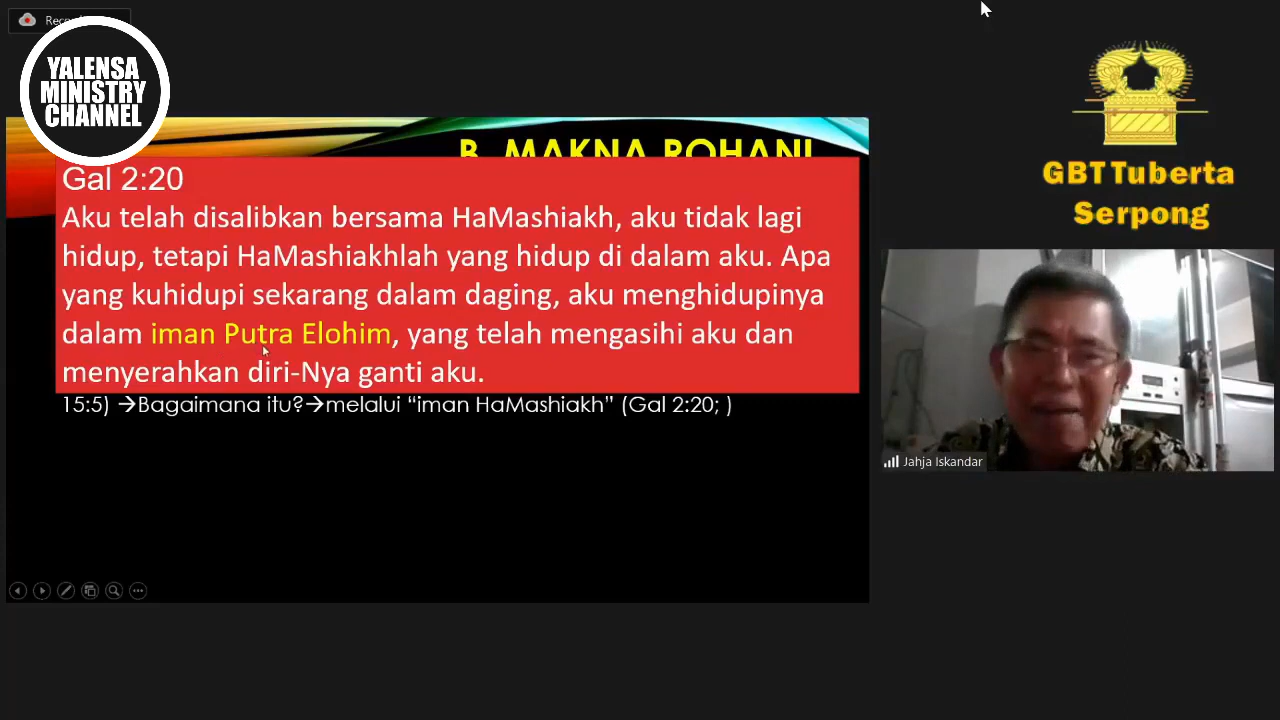 YALENSA
MINISTRY
CHANNEL
B. MAKNA ROHANI
Gal 2:20
Aku telah disalibkan bersama HaMashiakh, aku tidak lagi
hidup, tetapi HaMashiakhlah yang hidup di dalam aku. Apa
yang kuhidupi sekarang dalam daging, aku menghidupinya
dalam iman Putra Elohim, yang telah mengasihi aku dan
menyerahkan diri-Nya ganti aku.
15:5) →Bagaimana itu?→melalui “iman HaMashiakh” (Gal 2:20; )
GBT Tuberta
Serpong
Jahja Iskandar